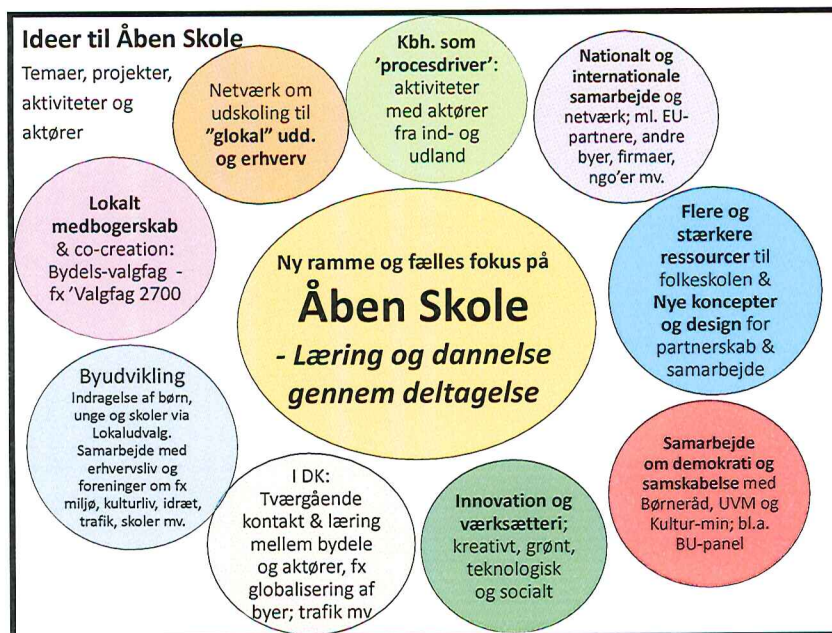 Ideer til Åben Skole
Temaer, projekter,
aktiviteter og
aktører
Netværk om
udskoling til
”glokal” udd.
og erhverv
Kbh. som
’procesdriver’:
aktiviteter
med aktører
fra ind- og
udland
Nationalt og
internationale
samarbejde og
netværk; ml. EU-
partnere, andre
byer, firmaer,
ngo’er mv.
Lokalt
medbogerskab
& co-creation:
Bydels-valgfag -
fx ’Valgfag 2700
Ny ramme og fælles fokus på
Åben Skole
- Læring og dannelse
gennem deltagelse
Flere og
stærkere
ressourcer til
folkeskolen &
Nye koncepter
og design for
partnerskab &
samarbejde
Byudvikling
Indragelse af børn,
unge og skoler via
Lokaludvalg.
Samarbejde med
erhvervsliv og
foreninger om fx
miljø, kulturliv, idræt,
trafik, skoler mv.
I DK:
Tværgående
kontakt & læring
mellem bydele
og aktører, fx
globalisering af
byer; trafik mv
Innovation og
værksætteri;
kreativt, grønt,
teknologisk
og socialt
Samarbejde
om demokrati og
samskabelse med
Børneråd, UVM og
Kultur-min; bl.a.
BU-panel